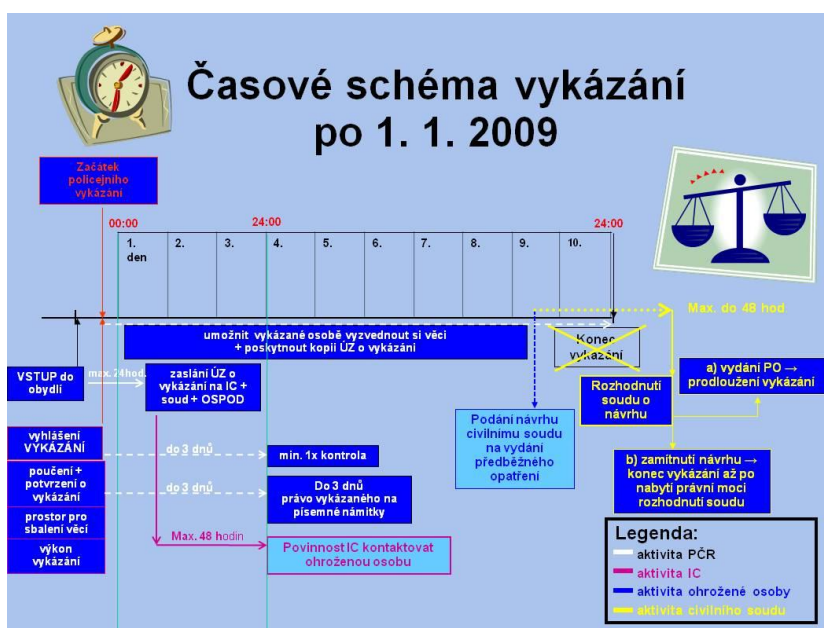 Časové schéma vykázání
po 1. 1. 2009
Začátek
policejního
vykázání
00:00
24:00
24:00
1.
den
2.
3.
4.
5.
6.
7.
8.
9.
10.
Max. do 48 hod
umožnit vykázané osobě vyzvednout si věci
+ poskytnout kopii ÚZ o vykázání
Konec
vykázání
VSTUP do
obydlí
max. 24hod.
zaslání ÚZ o
vykázání na IC +
soud + OSPOD
Rozhodnutí
soudu o
návrhu
a) vydání PO →
prodloužení vykázání
Podání návrhu
civilnímu soudu
na vydání
předběžného
opatření
vyhlášení
VYKÁZÁNÍ
do 3 dnů
min. 1x kontrola
poučení +
potvrzení o
vykázání
do 3 dnů
Do 3 dnů
právo vykázaného na
písemné námitky
b) zamítnutí návrhu →
konec vykázání až po
nabytí právní moci
rozhodnutí soudu
prostor pro
sbalení věcí
výkon
vykázání
Max. 48 hodin
Povinnost IC kontaktovat
ohroženou osobu
Legenda:
aktivita PČR
aktivita IC
aktivita ohrožené osoby
aktivita civilního soudu